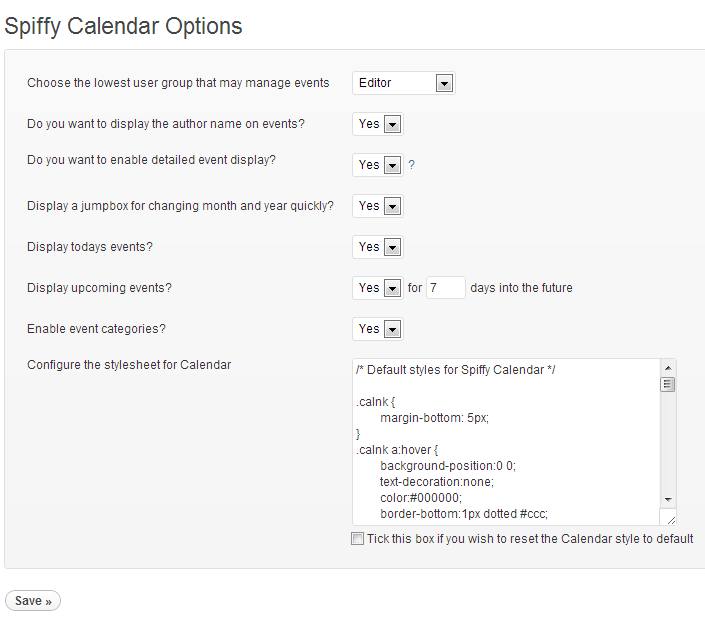 Spiffy Calendar Options
Choose the lowest user group that may manage events Editor
Do you want to display the author name on events? Yes
Do you want to enable detailed event display? Yes ?
Display a jumpbox for changing month and year quickly? Yes
Display todays events? Yes
Display upcoming events? Yes for 7 days into the future
Enable event categories? Yes
Configure the stylesheet for Calendar
/* Default styles for Spiffy Calendar */
.calnk {
margin-bottom: 5px;
}
.calnk a:hover {
background-position:0 0;
text-decoration:none;
color:#000000;
border-bottom:1px dotted #ccc;
Tick this box if you wish to reset the Calendar style to default
Save »